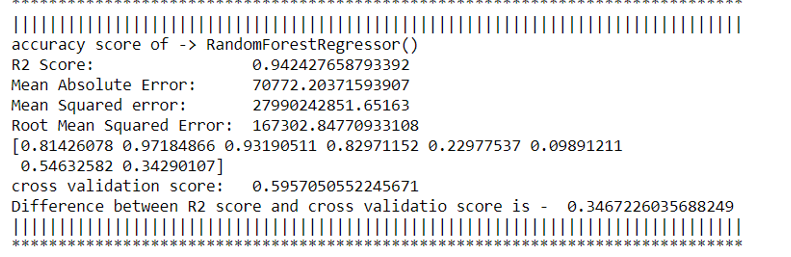 ********************************************************************************
||||||||||||||||||||||||||||||||||||||||||||||||||||||||||||||||||||||||||||||||
accuracy score of -> RandomForestRegressor()
R2 Score:                 0.942427658793392
Mean Absolute Error:      70772.20371593907
Mean Squared error:       27990242851.65163
Root Mean Squared Error:  167302.84770933108
[0.81426078 0.97184866 0.93190511 0.82971152 0.22977537 0.09891211
 0.54632582 0.34290107]
cross validation score:   0.5957050552245671
Difference between R2 score and cross validatio score is -  0.3467226035688249
||||||||||||||||||||||||||||||||||||||||||||||||||||||||||||||||||||||||||||||||
********************************************************************************